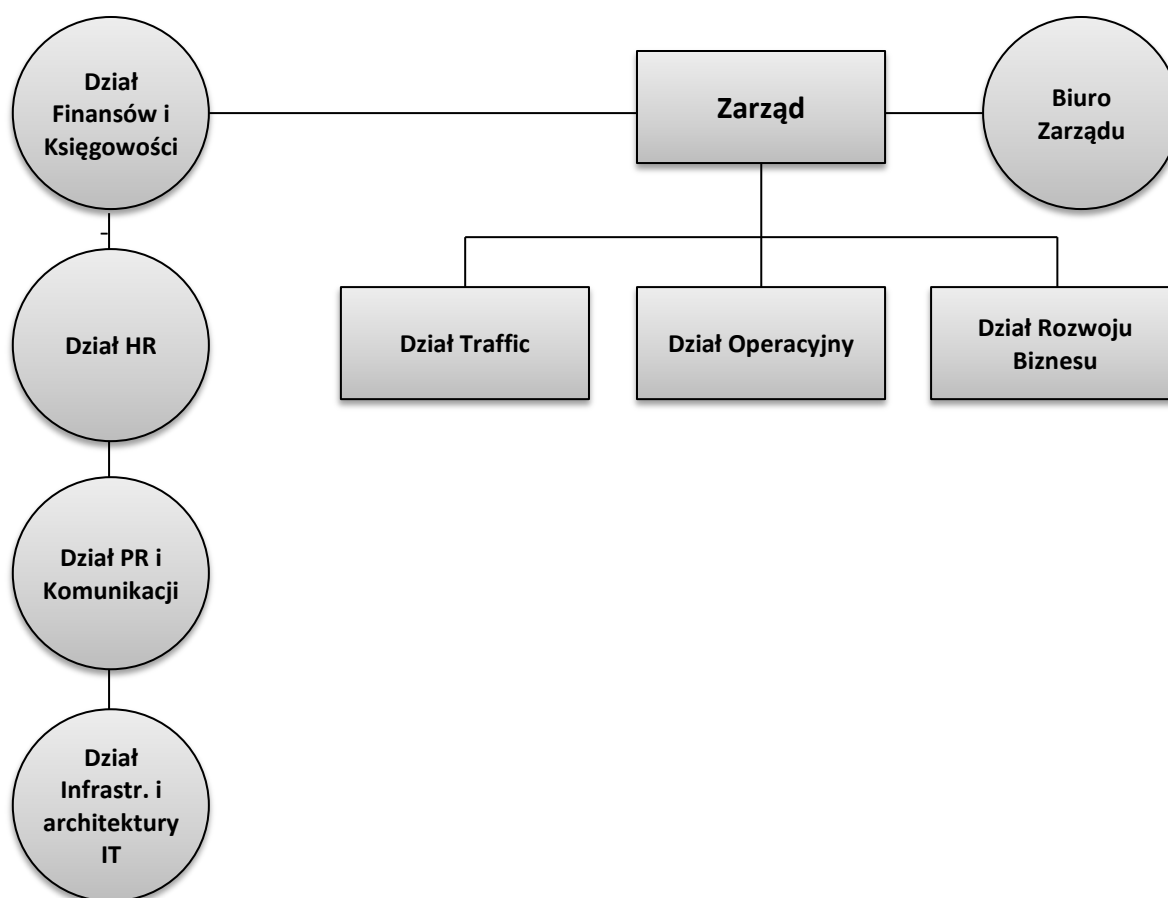 Dział
Finansów i
Księgowości
Zarząd
Biuro
Zarządu
Dział HR
Dział Traffic
Dział Operacyjny
Dział Rozwoju
Biznesu
Dział PR i
Komunikacji
Dział
Infrastr. i
architektury
IT